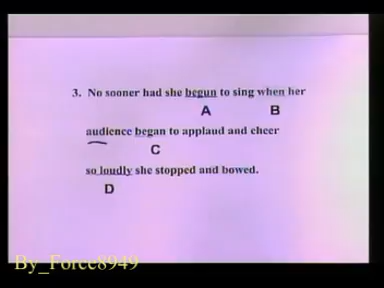 3. No sooner had she begun to sing when her
A B
audience began to applaud and cheer
C
so loudly she stopped and bowed.
D
By_Force8949